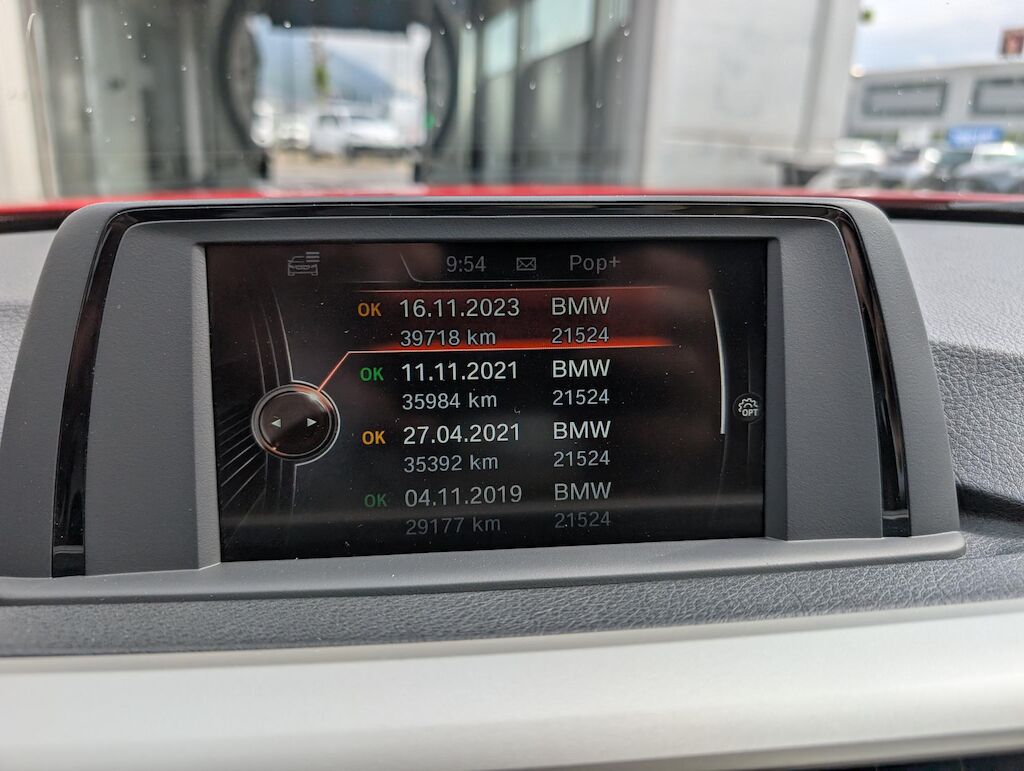 9:54 Pop+
OK 16.11.2023 BMW
39718 km 21524
OK 11.11.2021 BMW
35984 km 21524
OK 27.04.2021 BMW
35392 km 21524
OPT
OK 04.11.2019 BMW
29177 km 21524